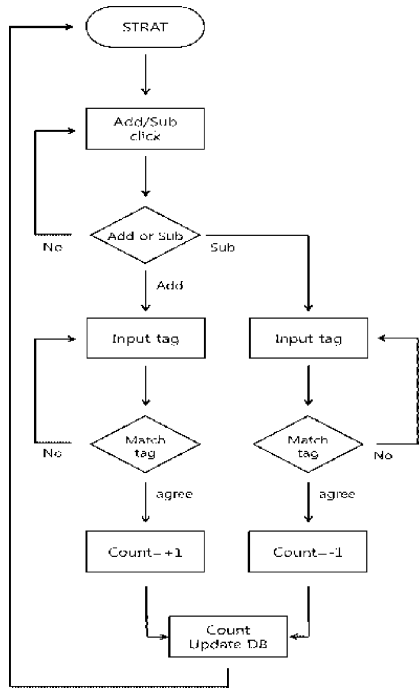 STRAT
Add/Sub
click
Add or Sub
No
Sub
Add
Input tag
Input tag
Match
tag
Match
tag
No
No
agree
agree
Count=+1
Count=-1
Count
Update DB